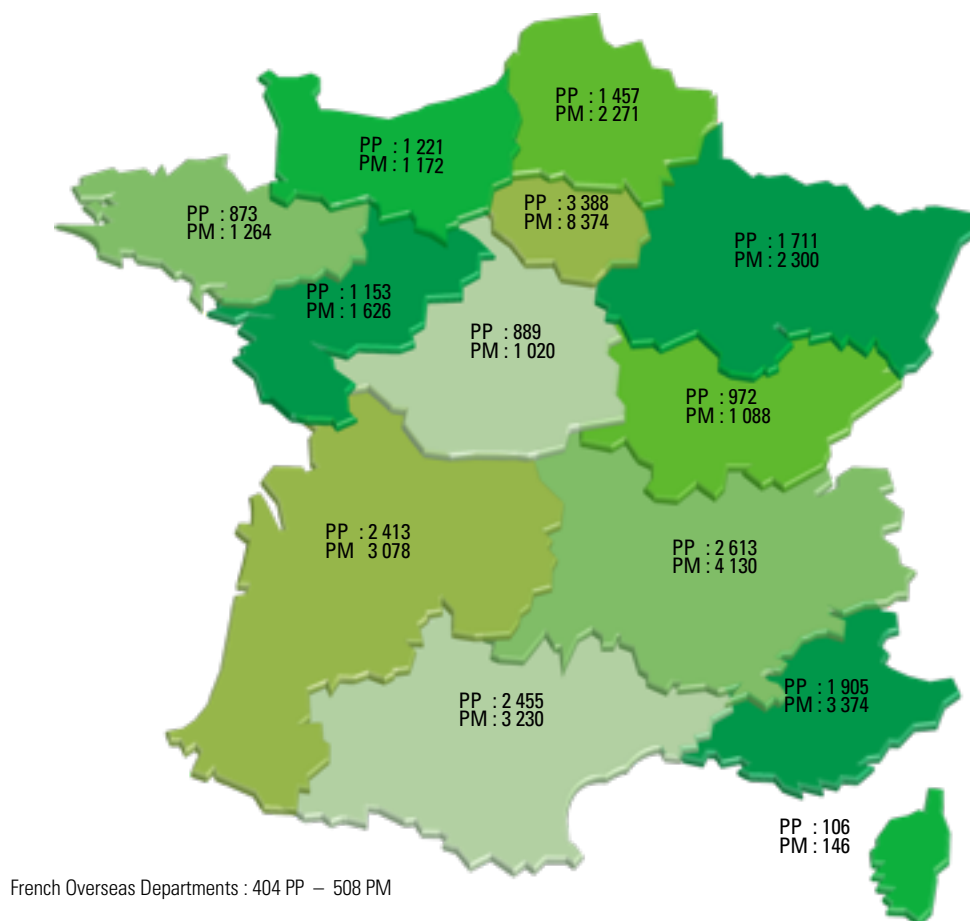 PP : 1 457
PM : 2 271
PP : 1 221
PM : 1 172
PP : 3 388
PM : 8 374
PP : 873
PM : 1 264
PP : 1 711
PM : 2 300
PP : 1 153
PM : 1 626
PP : 889
PM : 1 020
PP : 972
PM : 1 088
PP : 2 413
PM 3 078
PP : 2 613
PM : 4 130
PP : 2 455
PM : 3 230
PP : 1 905
PM : 3 374
PP : 106
PM : 146
French Overseas Departments : 404 PP – 508 PM